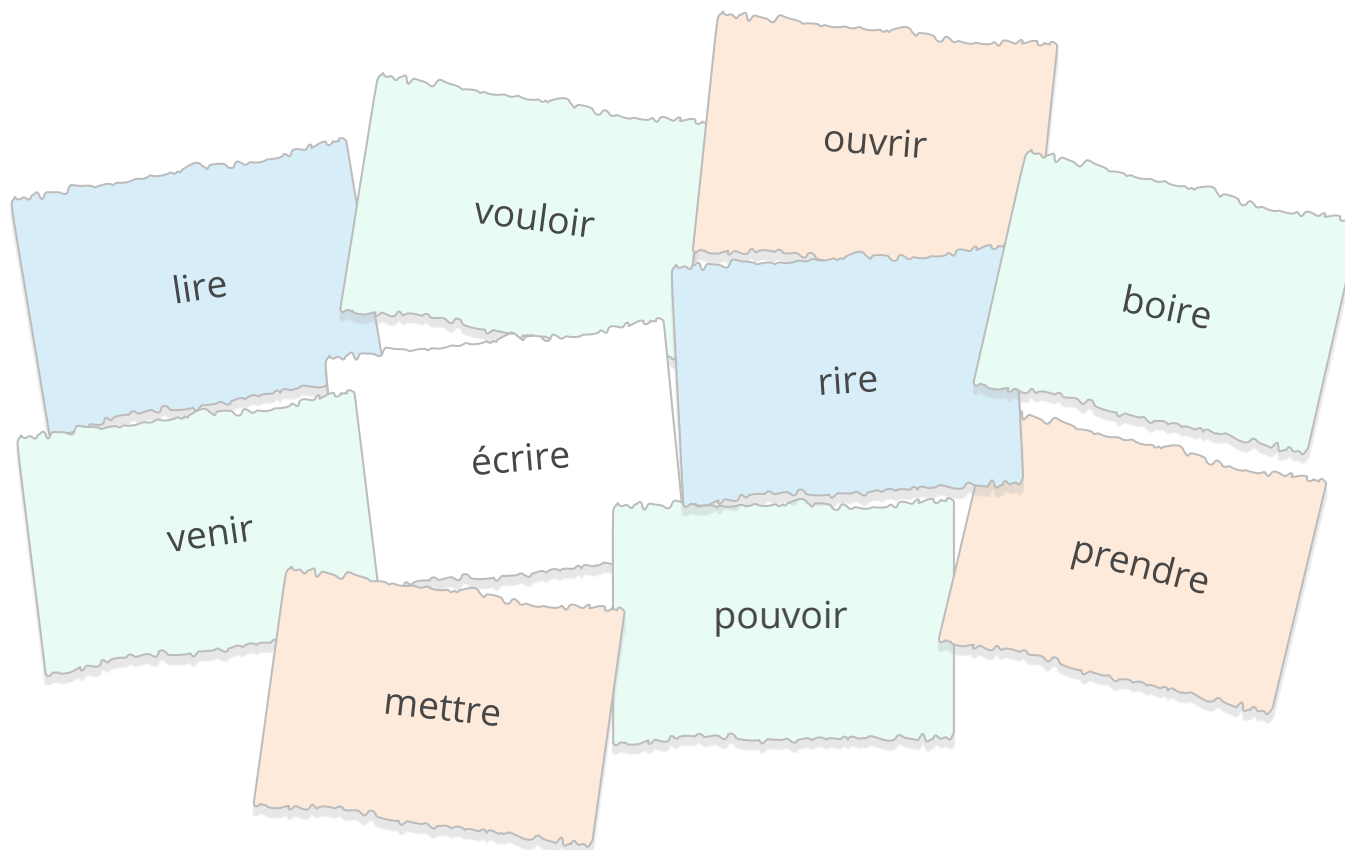 ouvrir
vouloir
lire
boire
rire
écrire
venir
prendre
pouvoir
mettre